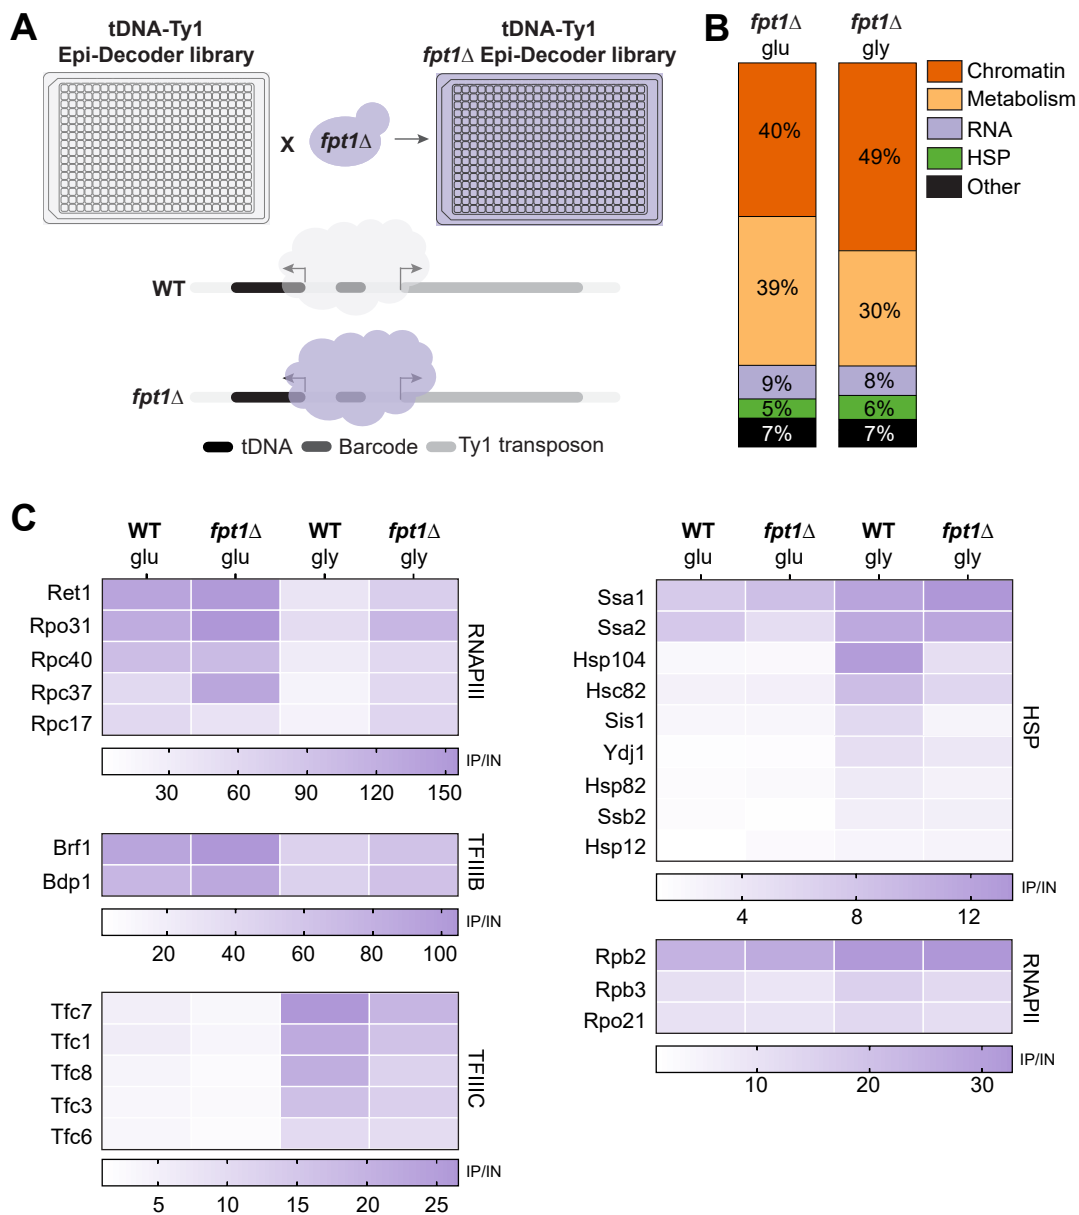 A
tDNA-Ty1
Epi-Decoder library
tDNA-Ty1
fpt1Δ Epi-Decoder library
x
fpt1Δ
WT
fpt1Δ
tDNA
Barcode
Ty1 transposon
B
fpt1Δ
glu
fpt1Δ
gly
40%
39%
9%
5%
7%
49%
30%
8%
6%
7%
Chromatin
Metabolism
RNA
HSP
Other
C
WT
glu
fpt1Δ
glu
WT
gly
fpt1Δ
gly
Ret1
Rpo31
Rpc40
Rpc37
Rpc17
RNAPIII
IP/IN
30 60 90 120 150
Brf1
Bdp1
TFIIIB
IP/IN
20 40 60 80 100
Tfc7
Tfc1
Tfc8
Tfc3
Tfc6
TFIIIC
IP/IN
5 10 15 20 25
WT
glu
fpt1Δ
glu
WT
gly
fpt1Δ
gly
Ssa1
Ssa2
Hsp104
Hsc82
Sis1
Ydj1
Hsp82
Ssb2
Hsp12
HSP
IP/IN
4 8 12
Rpb2
Rpb3
Rpo21
RNAPII
IP/IN
10 20 30